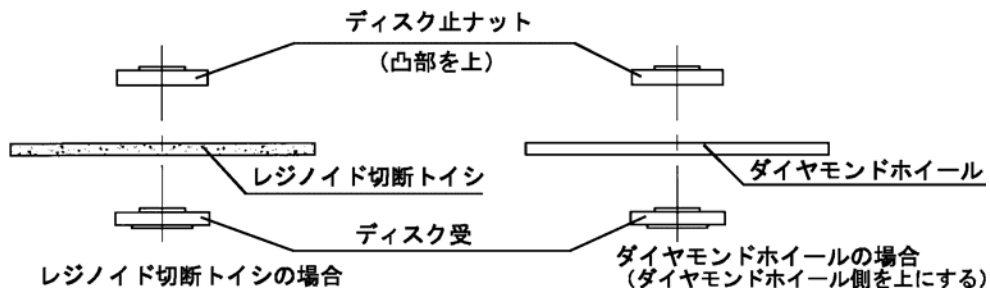 ディスク止ナット
(凸部を上)
レジノイド切断トイシ
ダイヤモンドホイール
ディスク受
レジノイド切断トイシの場合
ダイヤモンドホイールの場合
(ダイヤモンドホイール側を上にする)